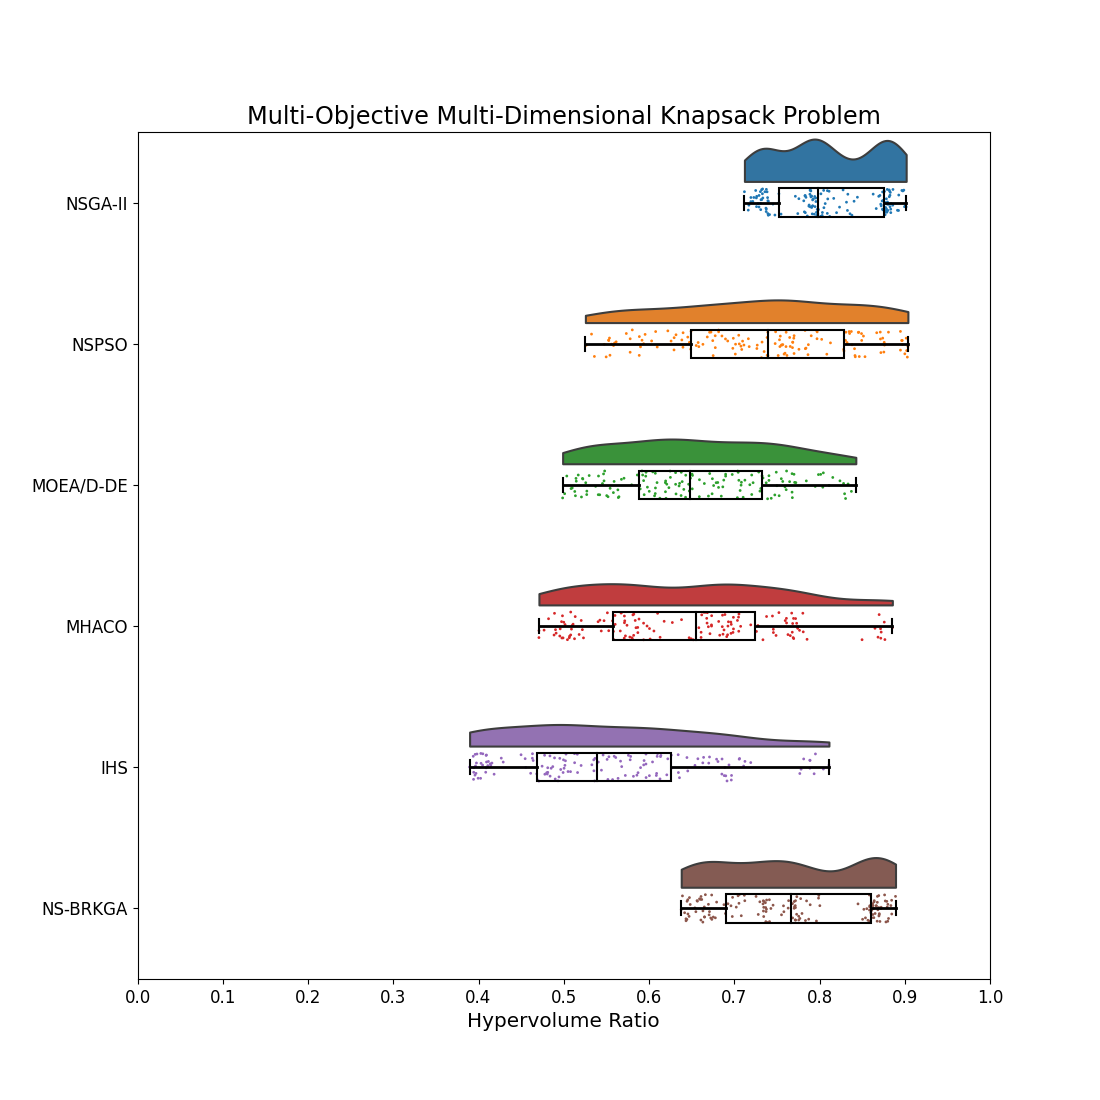 Multi-Objective Multi-Dimensional Knapsack Problem
NSGA-II
NSPSO
MOEA/D-DE
MHACO
IHS
NS-BRKGA
0.0 0.1 0.2 0.3 0.4 0.5 0.6 0.7 0.8 0.9 1.0
Hypervolume Ratio